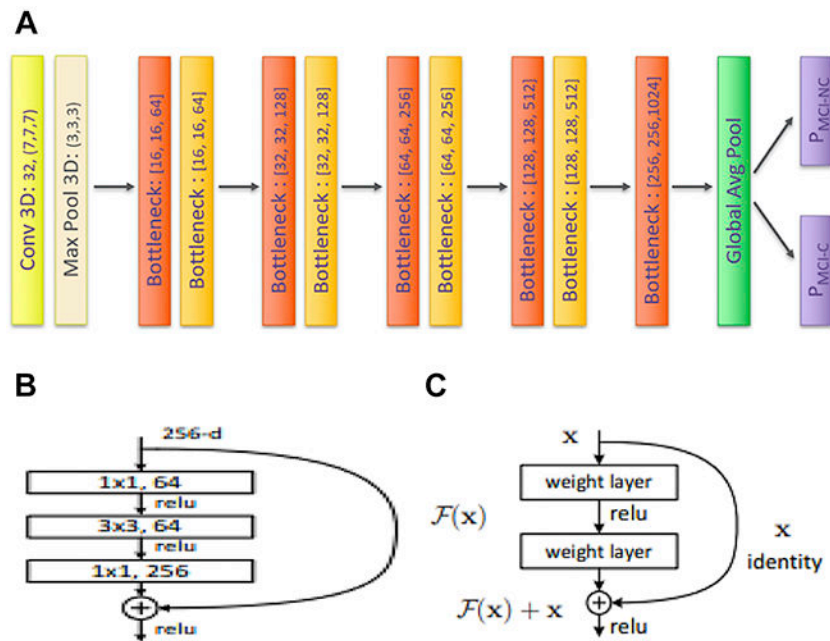 A
Conv 3D: 32, (7,7,7)
Max Pool 3D: (3,3,3)
Bottleneck: [16, 16, 64]
Bottleneck : [16, 16, 64]
Bottleneck : [32, 32, 128]
Bottleneck : [32, 32, 128]
Bottleneck : [64, 64, 256]
Bottleneck : [64, 64, 256]
Bottleneck : [128, 128, 512]
Bottleneck : [128, 128, 512]
Bottleneck : [256, 256,1024]
Global Avg Pool
P_MCI-NC
P_MCI-C
B
256-d
1x1, 64
relu
3x3, 64
relu
1x1, 256
+
relu
C
x
weight layer
F(x)
relu
weight layer
x
identity
F(x) + x
+
relu